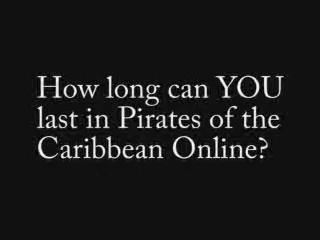 How long can YOU
last in Pirates of the
Caribbean Online?